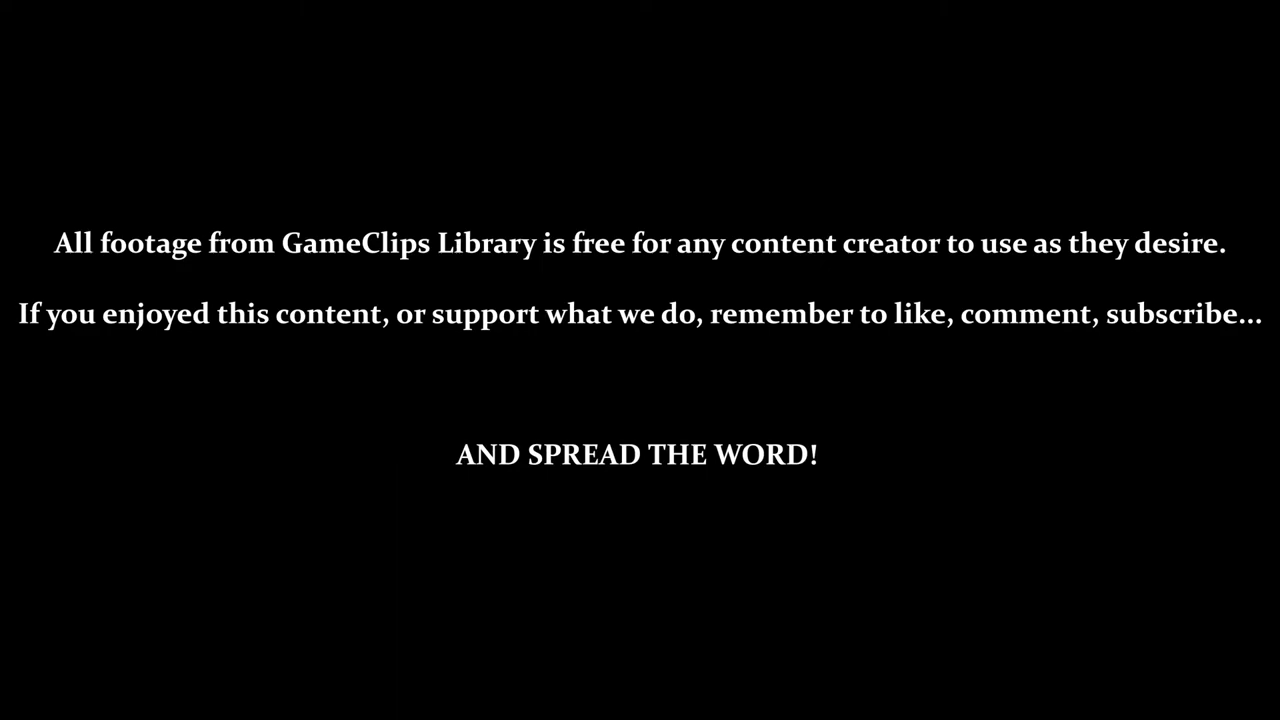 All footage from GameClips Library is free for any content creator to use as they desire.
If you enjoyed this content, or support what we do, remember to like, comment, subscribe...
AND SPREAD THE WORD!